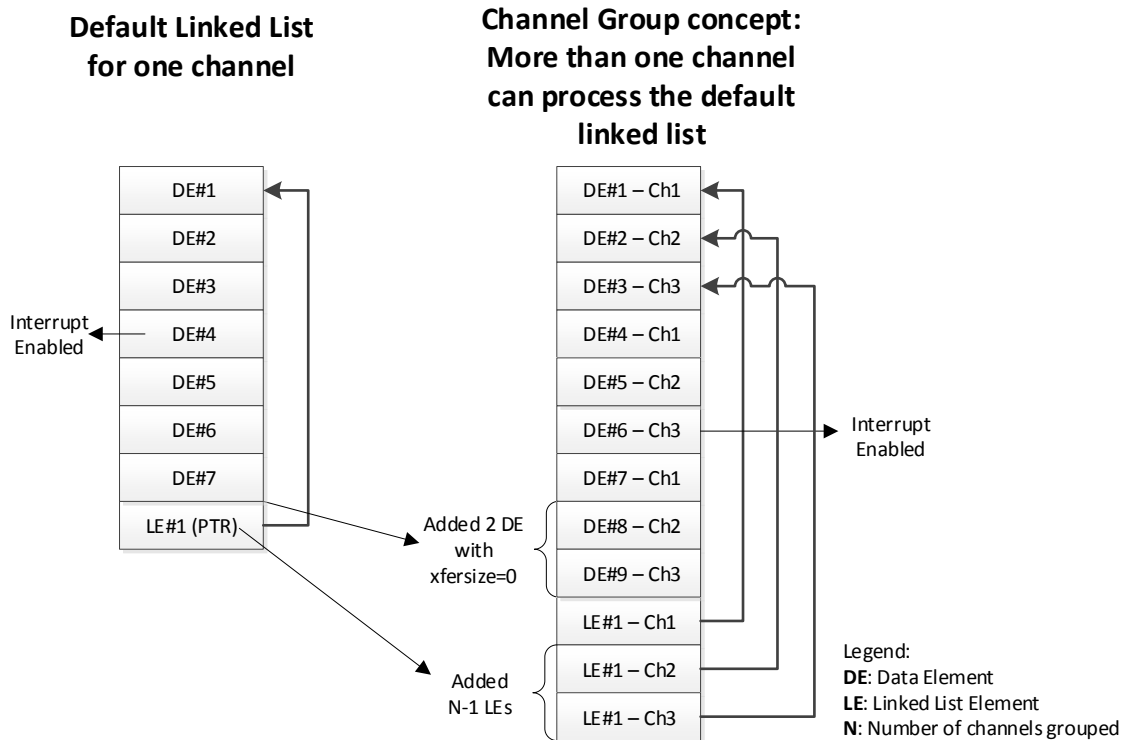 Default Linked List
for one channel
Channel Group concept:
More than one channel
can process the default
linked list
DE#1
DE#2
DE#3
DE#4
DE#5
DE#6
DE#7
LE#1 (PTR)
Interrupt
Enabled
DE#1 – Ch1
DE#2 – Ch2
DE#3 – Ch3
DE#4 – Ch1
DE#5 – Ch2
DE#6 – Ch3
DE#7 – Ch1
DE#8 – Ch2
DE#9 – Ch3
LE#1 – Ch1
LE#1 – Ch2
LE#1 – Ch3
Interrupt
Enabled
Added 2 DE
with
xfersize=0
Added
N-1 LEs
Legend:
DE: Data Element
LE: Linked List Element
N: Number of channels grouped